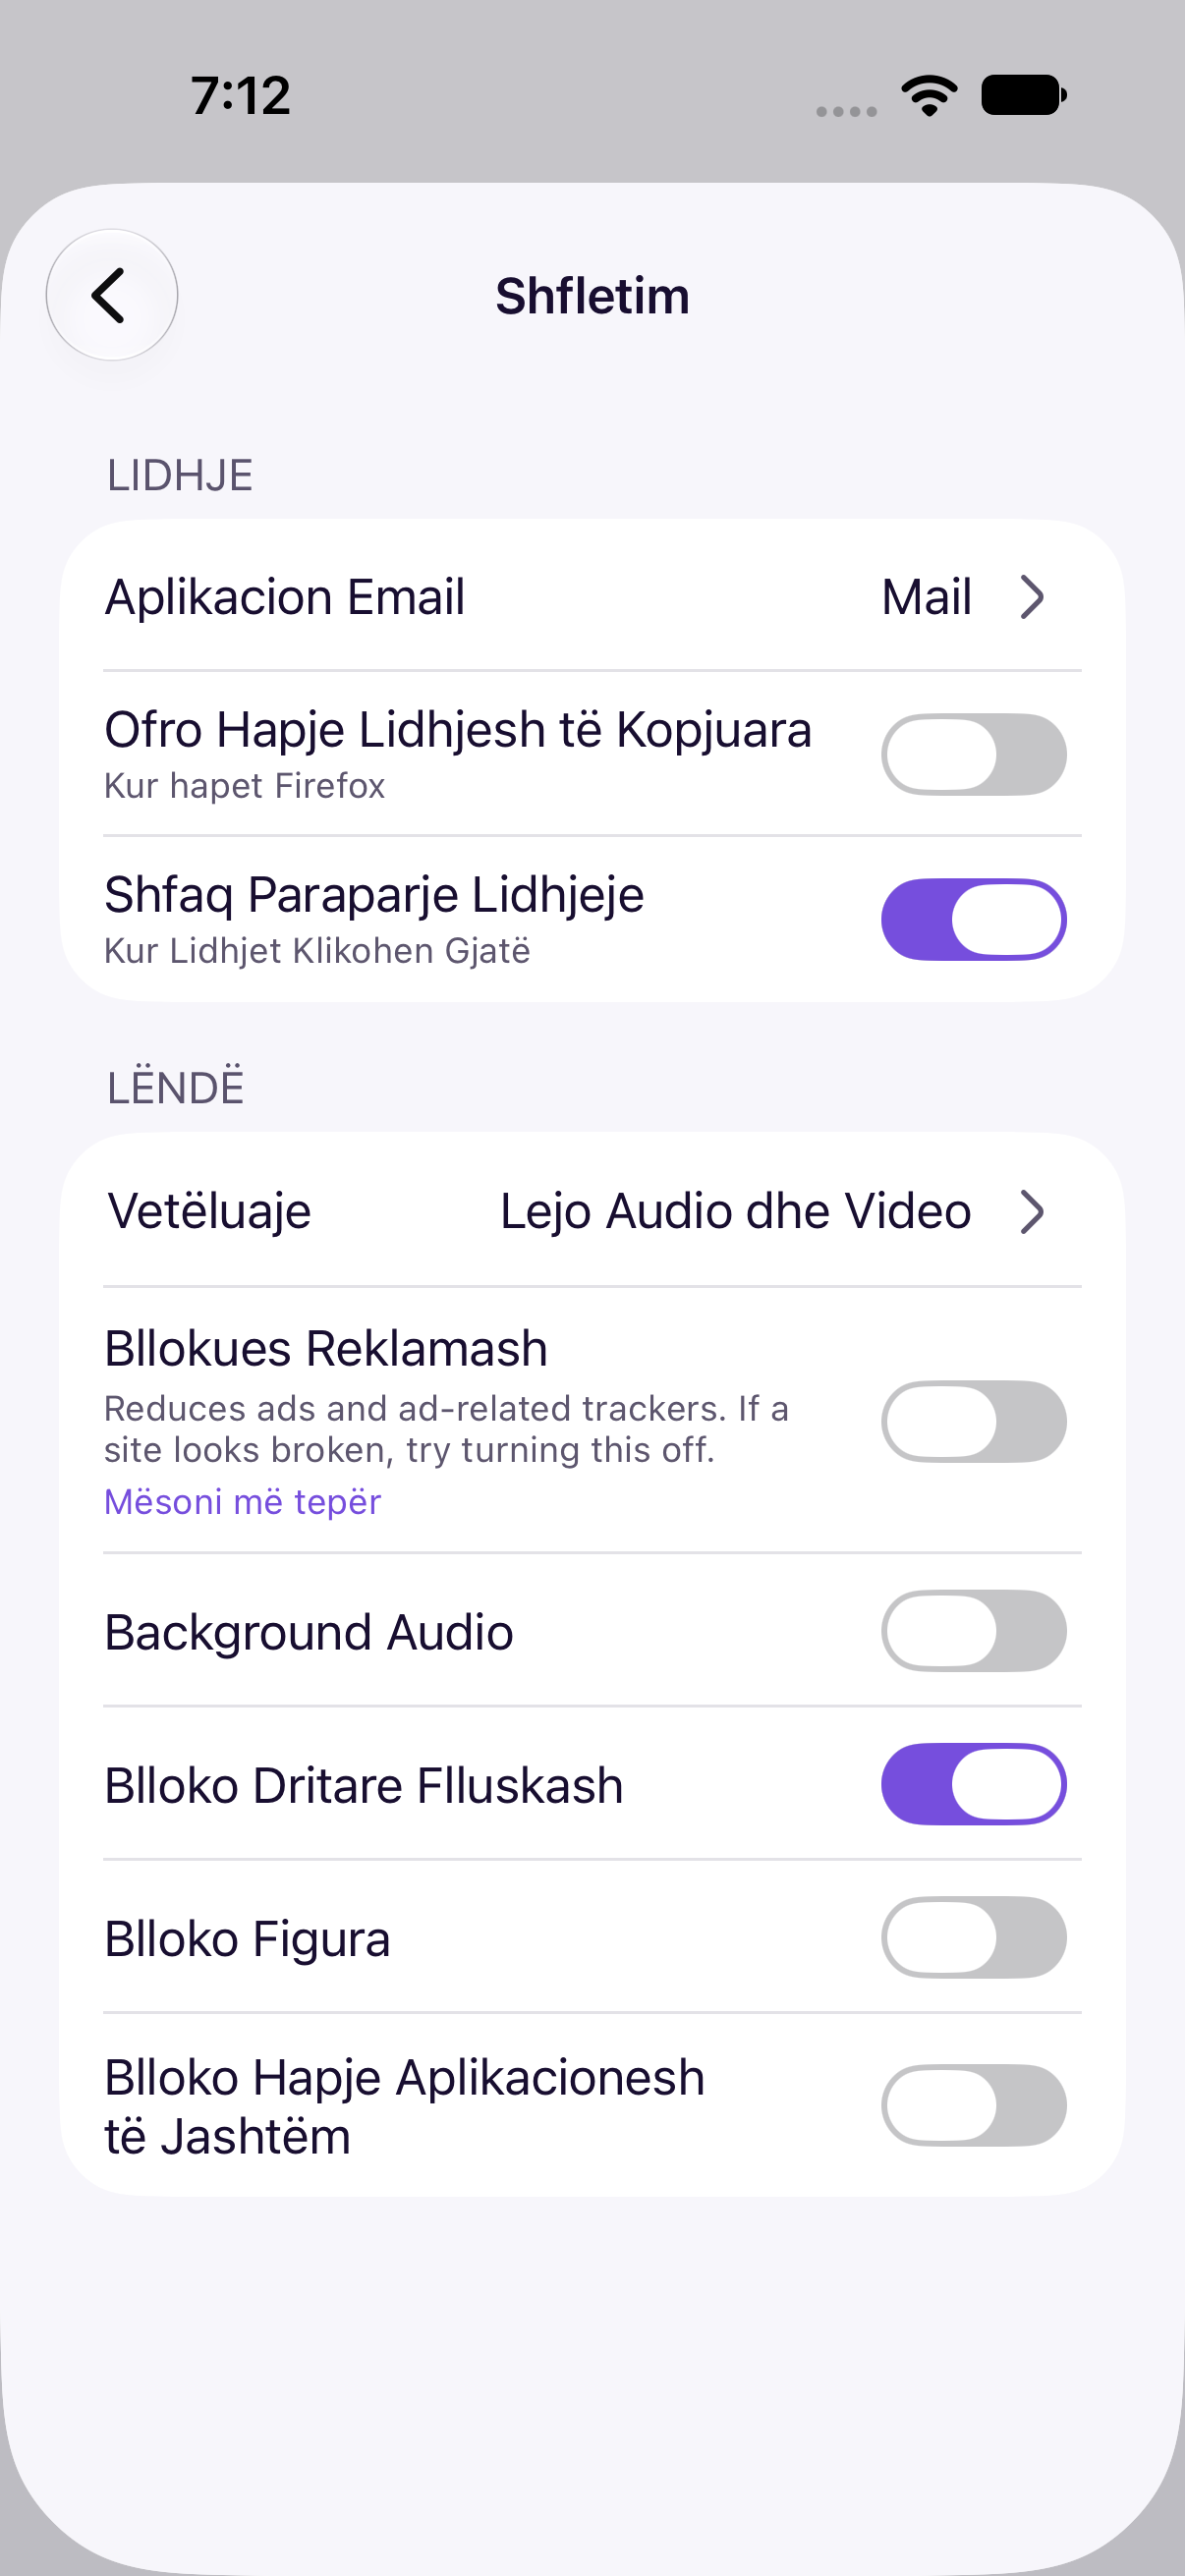 7:12
Shfletim
LIDHJE
Aplikacion Email
Mail
Ofro Hapje Lidhjesh të Kopjuara
Kur hapet Firefox
Shfaq Paraparje Lidhjeje
Kur Lidhjet Klikohen Gjatë
LËNDË
Vetëluaje
Lejo Audio dhe Video
Bllokues Reklamash
Reduces ads and ad-related trackers. If a
site looks broken, try turning this off.
Mësoni më tepër
Background Audio
Blloko Dritare Flluskash
Blloko Figura
Blloko Hapje Aplikacionesh
të Jashtëm